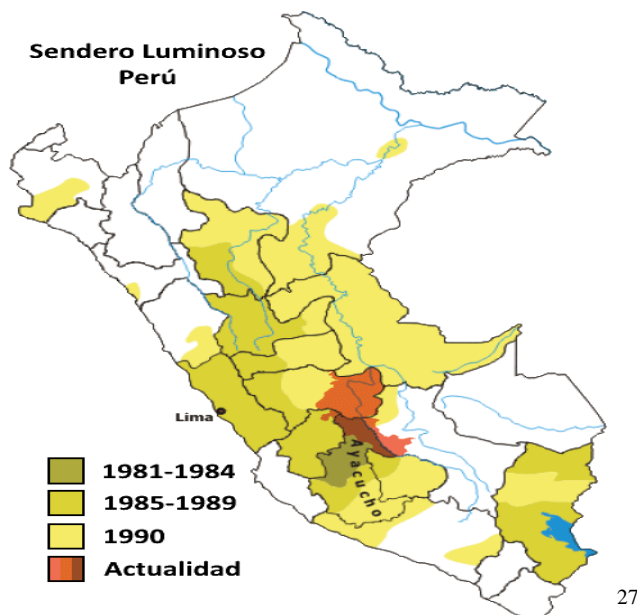 Sendero Luminoso
Perú
Lima
Ayacucho
1981-1984
1985-1989
1990
Actualidad
27